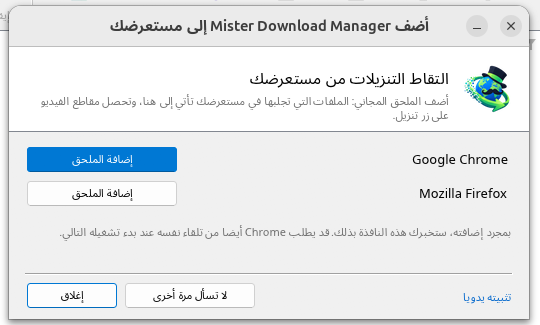 أضف Mister Download Manager إلى مستعرضك
التقاط التنزيلات من مستعرضك
أضف الملحق المجاني: الملفات التي تجلبها في مستعرضك تأتي إلى هنا، وتحصل مقاطع الفيديو
على زر تنزيل.
Google Chrome
إضافة الملحق
Mozilla Firefox
إضافة الملحق
بمجرد إضافته، ستخبرك هذه النافذة بذلك. قد يطلب Chrome أيضا من تلقاء نفسه عند بدء تشغيله التالي.
تثبيته يدويا
لا تسأل مرة أخرى
إغلاق